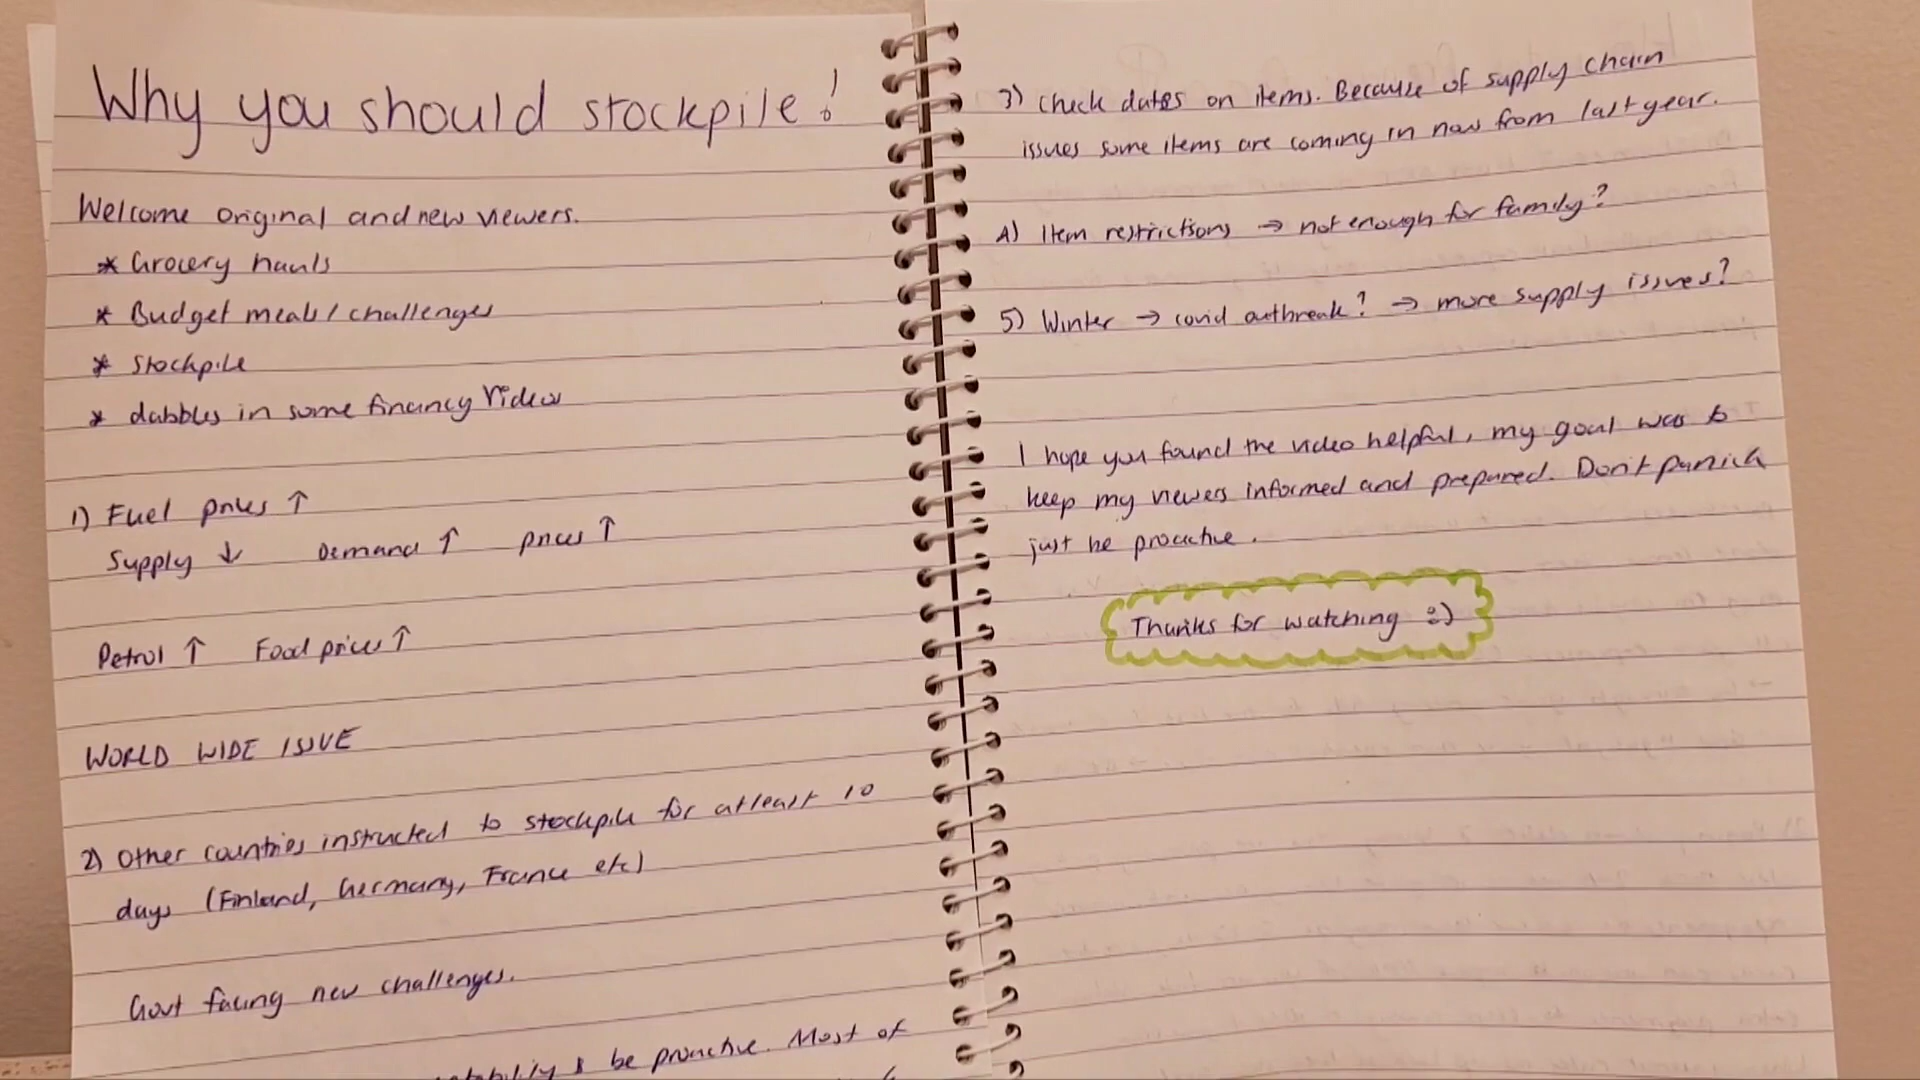 Why you should stockpile!
Welcome original and new viewers.
* Grocery hauls
* Budget meals / challenges
* Stockpile
* dabbles in some financy Videos
1) Fuel prices ↑
Supply ↓ Demand ↑ prices ↑
Petrol ↑ Food prices ↑
WORLD WIDE ISSUE
2) Other countries instructed to stockpile for atleast 10
days (Finland, Germany, France etc)
Govt facing new challenges.
& be proactive. Most of
3) Check dates on items. Because of supply chain
issues some items are coming in now from last year.
4) Item restrictions → not enough for family?
5) Winter → covid outbreak? → more supply issues?
I hope you found the video helpful, my goal was to
keep my viewers informed and prepared. Don't panick
just be proactive.
Thanks for watching :)